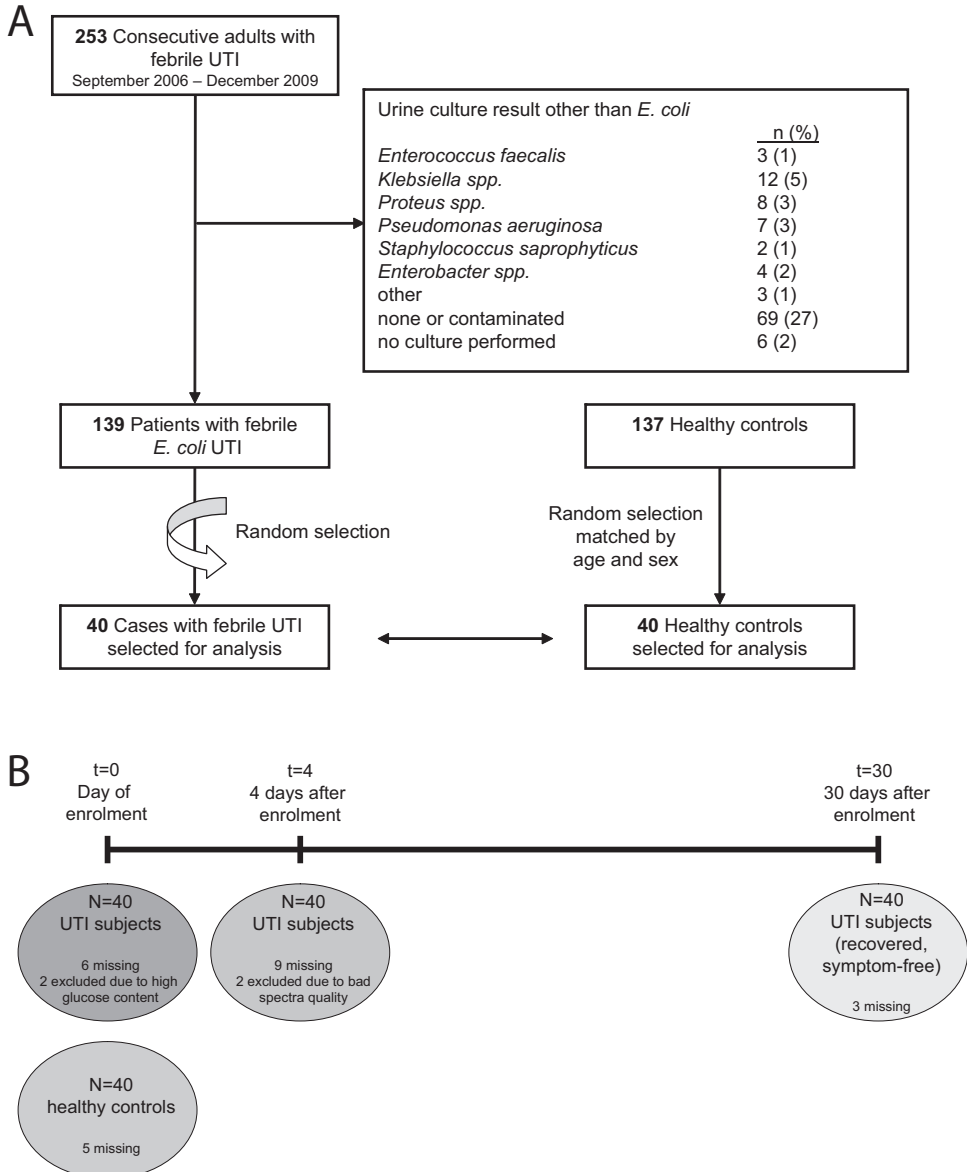 A
253 Consecutive adults with
febrile UTI
September 2006 – December 2009
Urine culture result other than E. coli
n (%)
Enterococcus faecalis 3 (1)
Klebsiella spp. 12 (5)
Proteus spp. 8 (3)
Pseudomonas aeruginosa 7 (3)
Staphylococcus saprophyticus 2 (1)
Enterobacter spp. 4 (2)
other 3 (1)
none or contaminated 69 (27)
no culture performed 6 (2)
139 Patients with febrile
E. coli UTI
137 Healthy controls
Random selection
Random selection
matched by
age and sex
40 Cases with febrile UTI
selected for analysis
40 Healthy controls
selected for analysis
B
t=0
Day of
enrolment
t=4
4 days after
enrolment
t=30
30 days after
enrolment
N=40
UTI subjects
6 missing
2 excluded due to high
glucose content
N=40
UTI subjects
9 missing
2 excluded due to bad
spectra quality
N=40
UTI subjects
(recovered,
symptom-free)
3 missing
N=40
healthy controls
5 missing